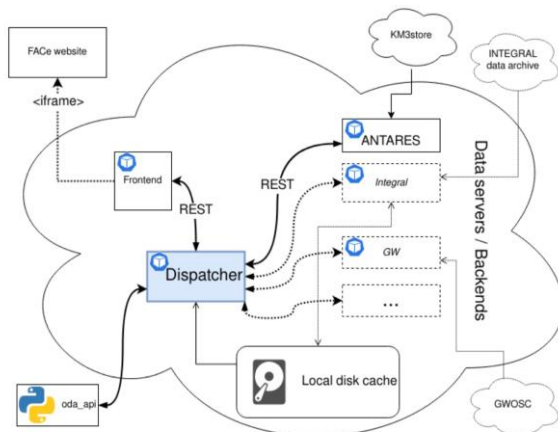 FACe website
KM3store
INTEGRAL
data archive
<iframe>
ANTARES
Frontend
REST
REST
Integral
Data servers / Backends
Dispatcher
GW
...
Local disk cache
oda_api
GWOSC